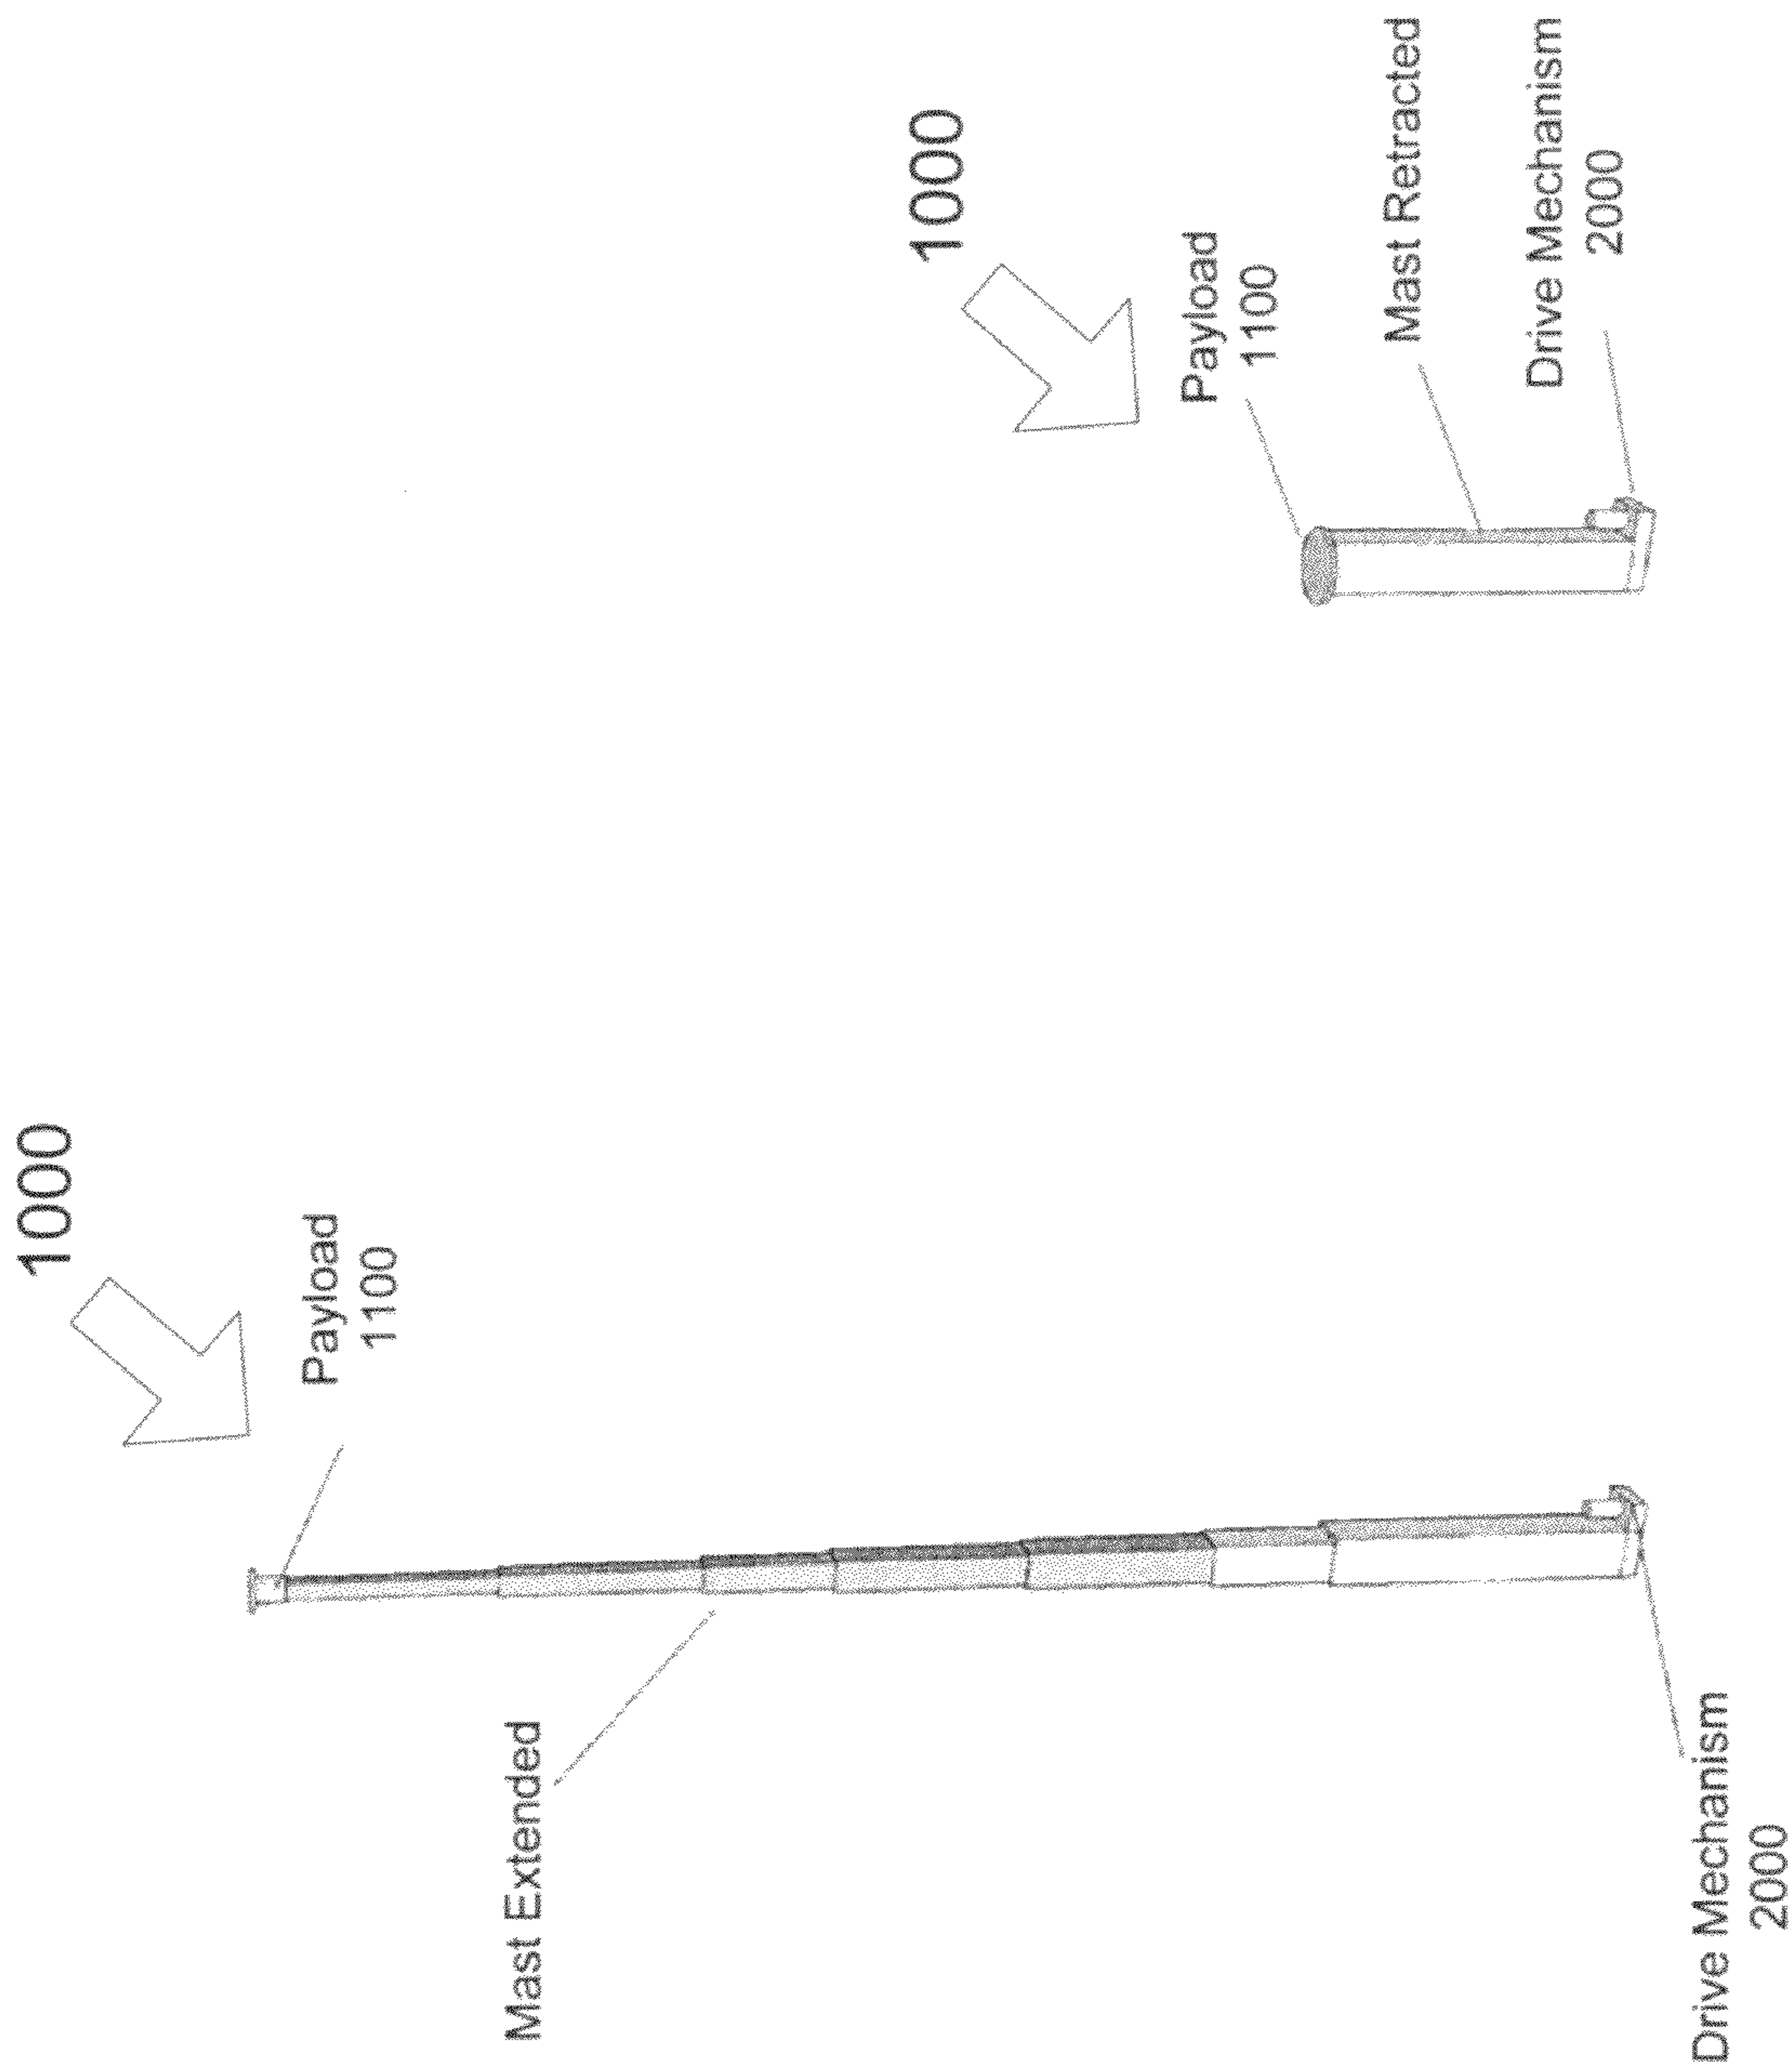 1000
Payload
1100
Mast Extended
Drive Mechanism
2000
1000
Payload
1100
Mast Retracted
Drive Mechanism
2000